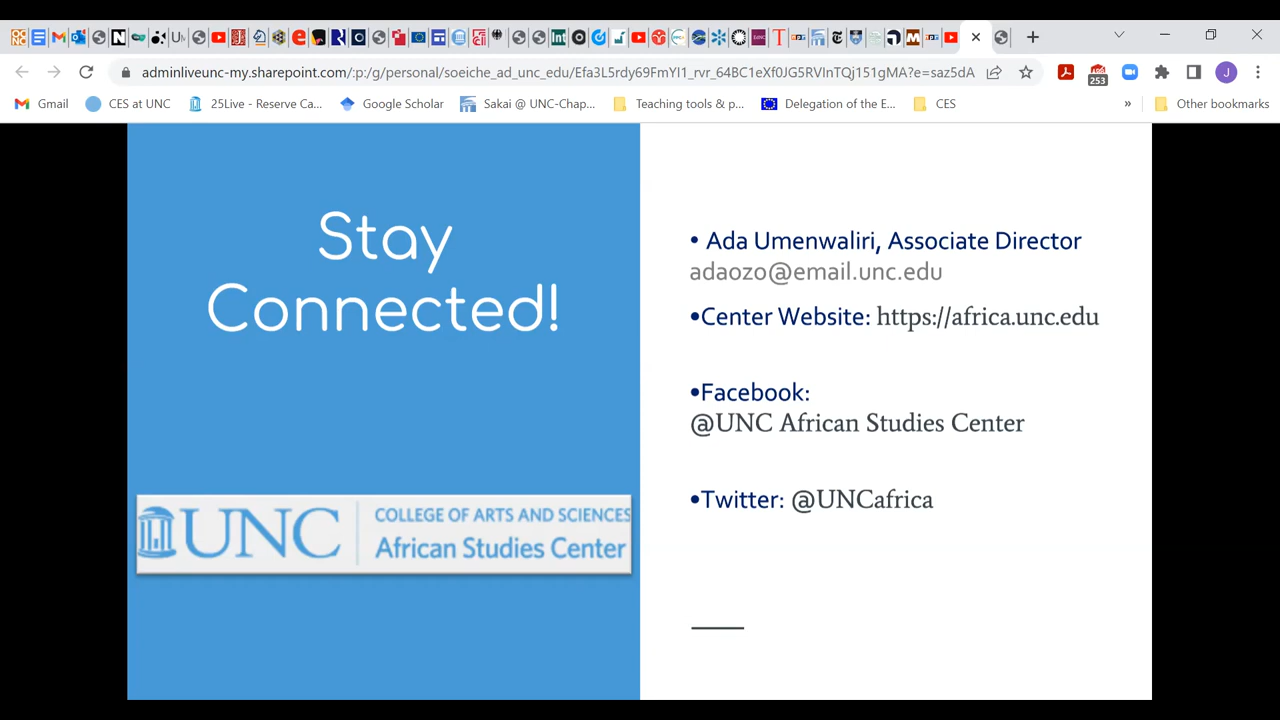 adminliveunc-my.sharepoint.com/:p:/g/personal/soeiche_ad_unc_edu/Efa3L5rdy69FmYI1_rvr_64BC1eXf0JG5RVInTQj151gMA?e=saz5dA
253
J
Gmail
CES at UNC
25Live - Reserve Ca...
Google Scholar
Sakai @ UNC-Chap...
Teaching tools & p...
Delegation of the E...
CES
»
Other bookmarks
Stay
Connected!
UNC
COLLEGE OF ARTS AND SCIENCES
African Studies Center
• Ada Umenwaliri, Associate Director
adaozo@email.unc.edu
•Center Website: https://africa.unc.edu
•Facebook:
@UNC African Studies Center
•Twitter: @UNCafrica